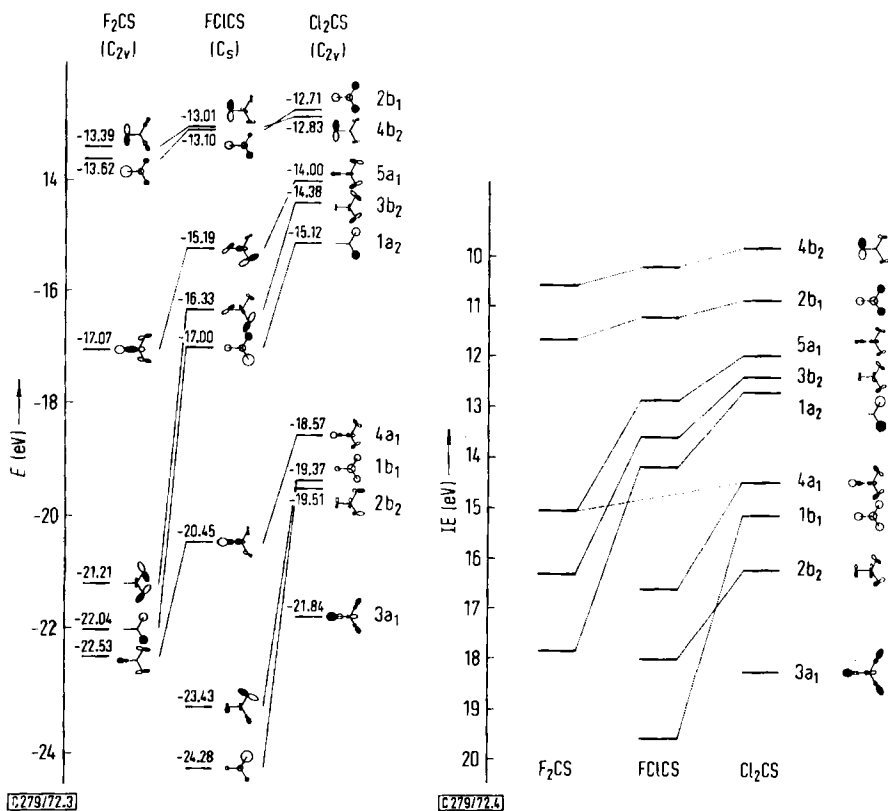 F₂CS
(C₂ᵥ)
FClCS
(Cₛ)
Cl₂CS
(C₂ᵥ)
E (eV)
14
-16
-18
-20
-22
-24
-13.39
-13.62
-17.07
-21.21
-22.04
-22.53
-13.01
-13.10
-15.19
-16.33
-17.00
-20.45
-23.43
-24.28
-12.71
-12.83
-14.00
-14.38
-15.12
-18.57
-19.37
-19.51
-21.84
2b₁
4b₂
5a₁
3b₂
1a₂
4a₁
1b₁
2b₂
3a₁
C279/72.3
IE (eV)
10
11
12
13
14
15
16
17
18
19
20
4b₂
2b₁
5a₁
3b₂
1a₂
4a₁
1b₁
2b₂
3a₁
F₂CS
FClCS
Cl₂CS
C279/72.4